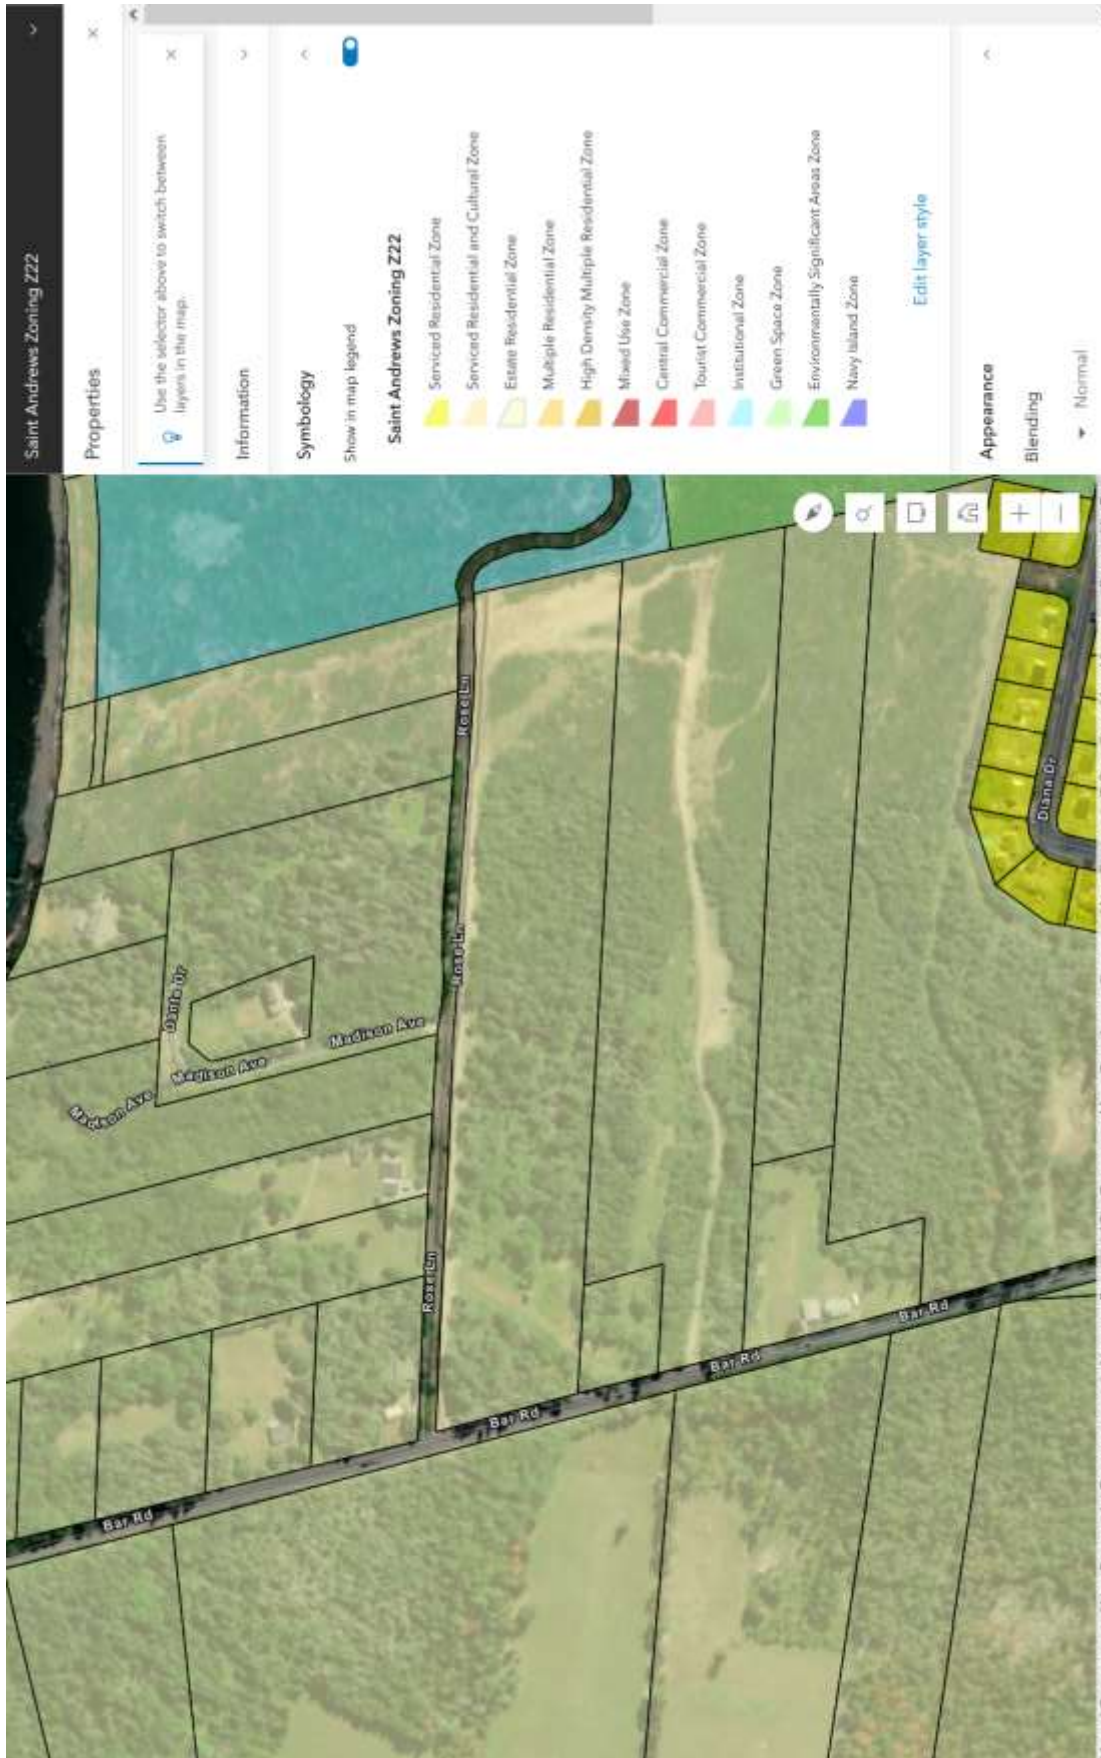 Saint Andrews Zoning Z22
Properties
Use the selector above to switch between
layers in the map.
Information
Symbology
Show in map legend
Saint Andrews Zoning Z22
Serviced Residential Zone
Serviced Residential and Cultural Zone
Estate Residential Zone
Multiple Residential Zone
High Density Multiple Residential Zone
Mixed Use Zone
Central Commercial Zone
Tourist Commercial Zone
Institutional Zone
Green Space Zone
Environmentally Significant Areas Zone
Navy Island Zone
Edit layer style
Appearance
Blending
Normal
Bar Rd
Madison Ave
Madison Ave
Dante Dr
Madison Ave
Rose Ln
Rose Ln
Rose Ln
Bar Rd
Bar Rd
Bar Rd
Diana Dr